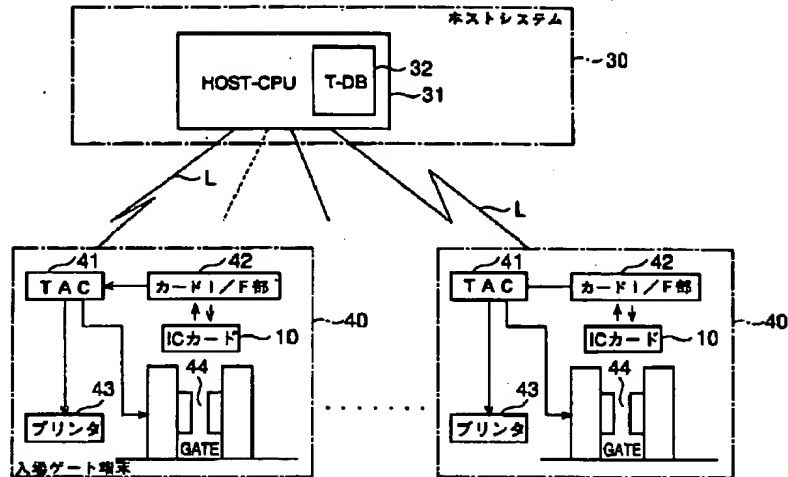 ホストシステム
HOST-CPU
T-DB
32
31
30
L
L
41
TAC
42
カードI/F部
ICカード
10
40
43
プリンタ
44
GATE
入場ゲート端末
41
TAC
42
カードI/F部
ICカード
10
40
43
プリンタ
44
GATE